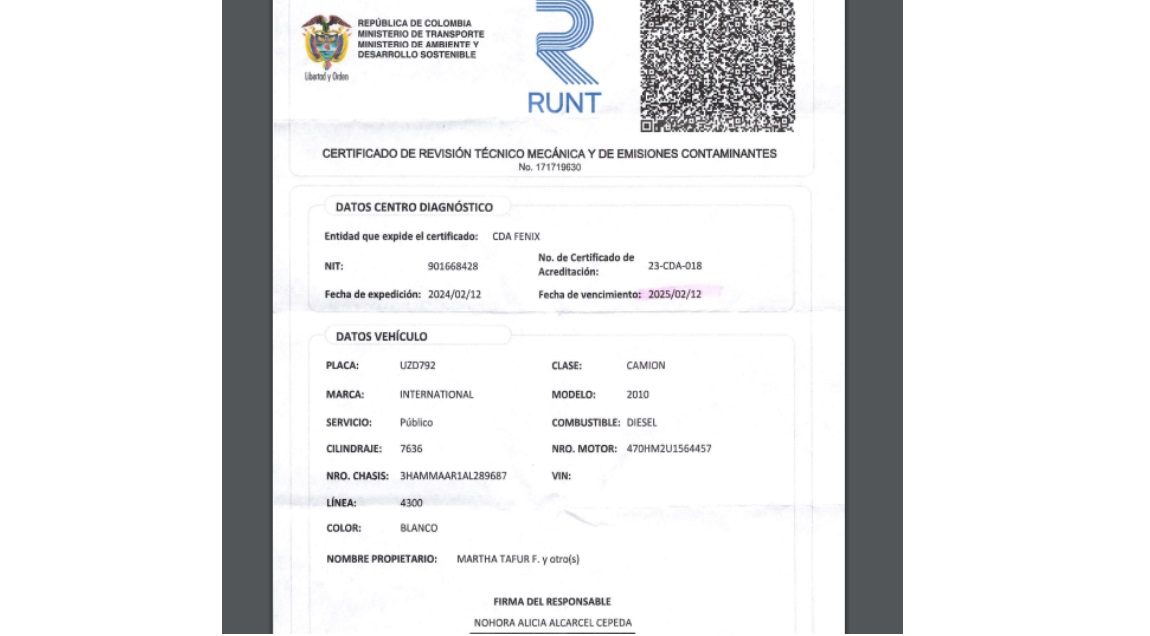 REPÚBLICA DE COLOMBIA
MINISTERIO DE TRANSPORTE
MINISTERIO DE AMBIENTE Y
DESARROLLO SOSTENIBLE
Libertad y Orden
RUNT
CERTIFICADO DE REVISIÓN TÉCNICO MECÁNICA Y DE EMISIONES CONTAMINANTES
No. 171719630
DATOS CENTRO DIAGNÓSTICO
Entidad que expide el certificado: CDA FENIX
NIT: 901668428 No. de Certificado de Acreditación: 23-CDA-018
Fecha de expedición: 2024/02/12 Fecha de vencimiento: 2025/02/12
DATOS VEHÍCULO
PLACA: UZD792 CLASE: CAMION
MARCA: INTERNATIONAL MODELO: 2010
SERVICIO: Público COMBUSTIBLE: DIESEL
CILINDRAJE: 7636 NRO. MOTOR: 470HM2U1564457
NRO. CHASIS: 3HAMMAAR1AL289687 VIN:
LÍNEA: 4300
COLOR: BLANCO
NOMBRE PROPIETARIO: MARTHA TAFUR F. y otro(s)
FIRMA DEL RESPONSABLE
NOHORA ALICIA ALCARCEL CEPEDA